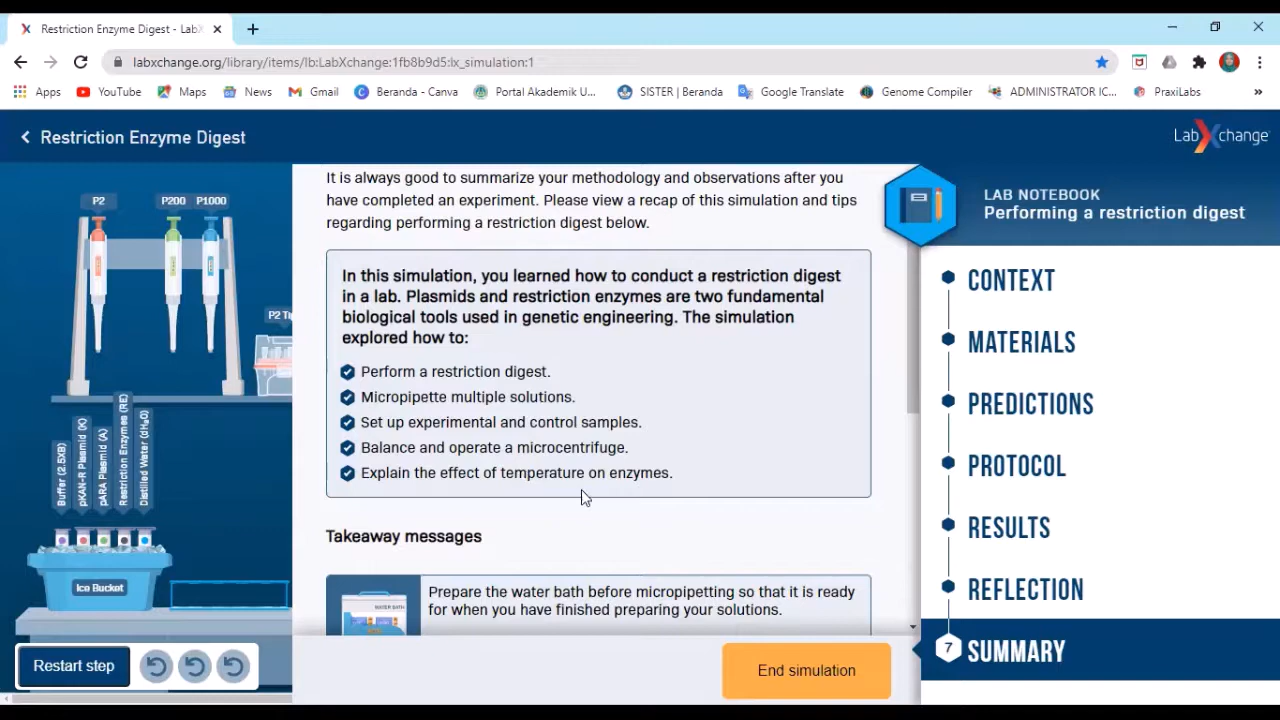 Restriction Enzyme Digest - LabX
labxchange.org/library/items/lb:LabXchange:1fb8b9d5:lx_simulation:1
Apps
YouTube
Maps
News
Gmail
Beranda - Canva
Portal Akademik U...
SISTER | Beranda
Google Translate
Genome Compiler
ADMINISTRATOR IC...
PraxiLabs
»
Restriction Enzyme Digest
LabXchange
P2
P200
P1000
P2 Ti
Buffer (2.5XB)
pKAN-R Plasmid (K)
pARA Plasmid (A)
Restriction Enzymes (RE)
Distilled Water (dH₂O)
Ice Bucket
Restart step
It is always good to summarize your methodology and observations after you
have completed an experiment. Please view a recap of this simulation and tips
regarding performing a restriction digest below.
In this simulation, you learned how to conduct a restriction digest
in a lab. Plasmids and restriction enzymes are two fundamental
biological tools used in genetic engineering. The simulation
explored how to:
Perform a restriction digest.
Micropipette multiple solutions.
Set up experimental and control samples.
Balance and operate a microcentrifuge.
Explain the effect of temperature on enzymes.
Takeaway messages
WATER BATH
Prepare the water bath before micropipetting so that it is ready
for when you have finished preparing your solutions.
End simulation
LAB NOTEBOOK
Performing a restriction digest
CONTEXT
MATERIALS
PREDICTIONS
PROTOCOL
RESULTS
REFLECTION
7 SUMMARY